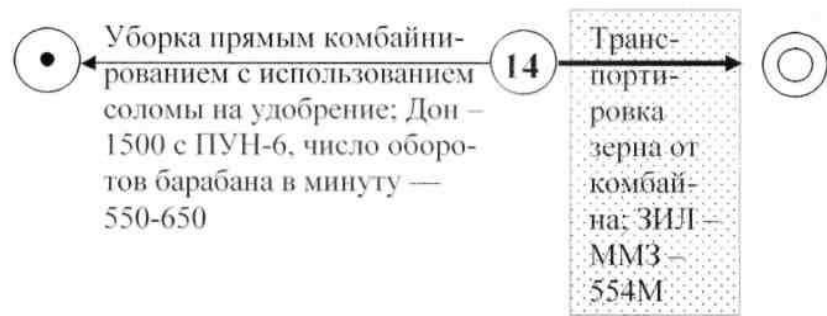 Уборка прямым комбайни-
рованием с использованием
соломы на удобрение; Дон –
1500 с ПУН-6, число оборо-
тов барабана в минуту —
550-650
14
Транс-
порти-
ровка
зерна от
комбай-
на; ЗИЛ –
ММЗ –
554М